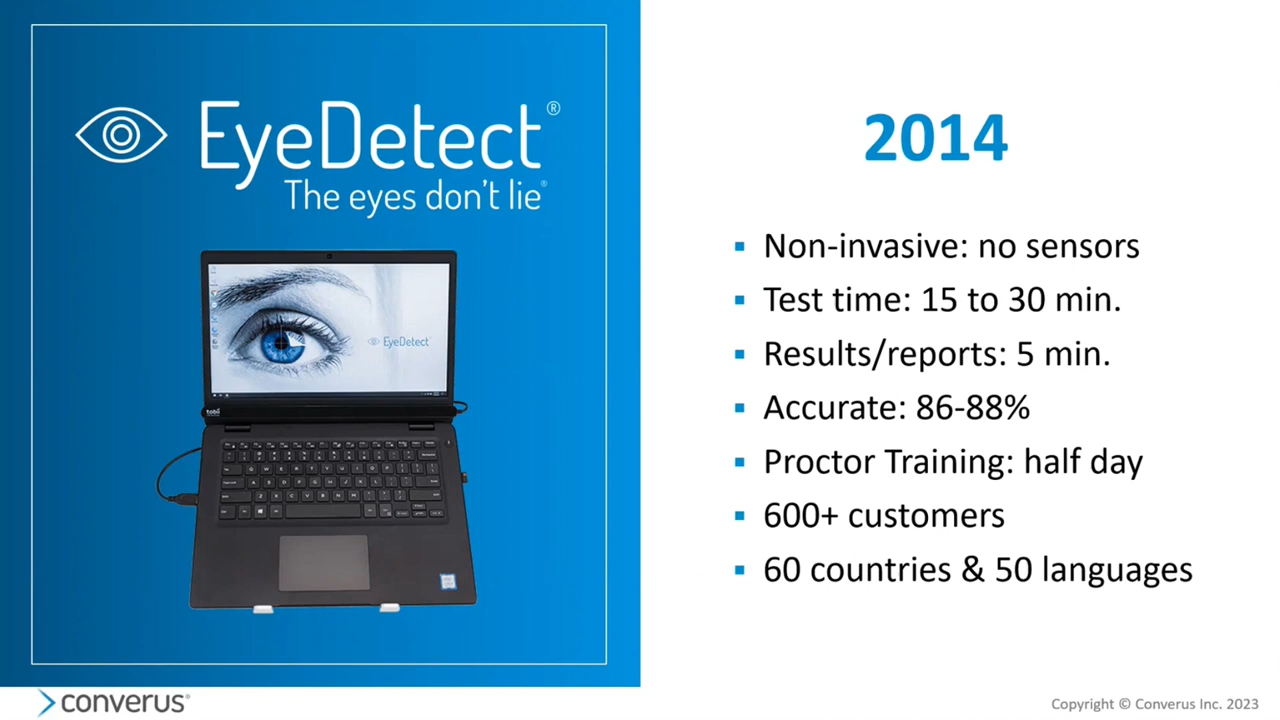 EyeDetect®
The eyes don't lie®
EyeDetect
tobii
2014
▪ Non-invasive: no sensors
▪ Test time: 15 to 30 min.
▪ Results/reports: 5 min.
▪ Accurate: 86-88%
▪ Proctor Training: half day
▪ 600+ customers
▪ 60 countries & 50 languages
converus®
Copyright © Converus Inc. 2023